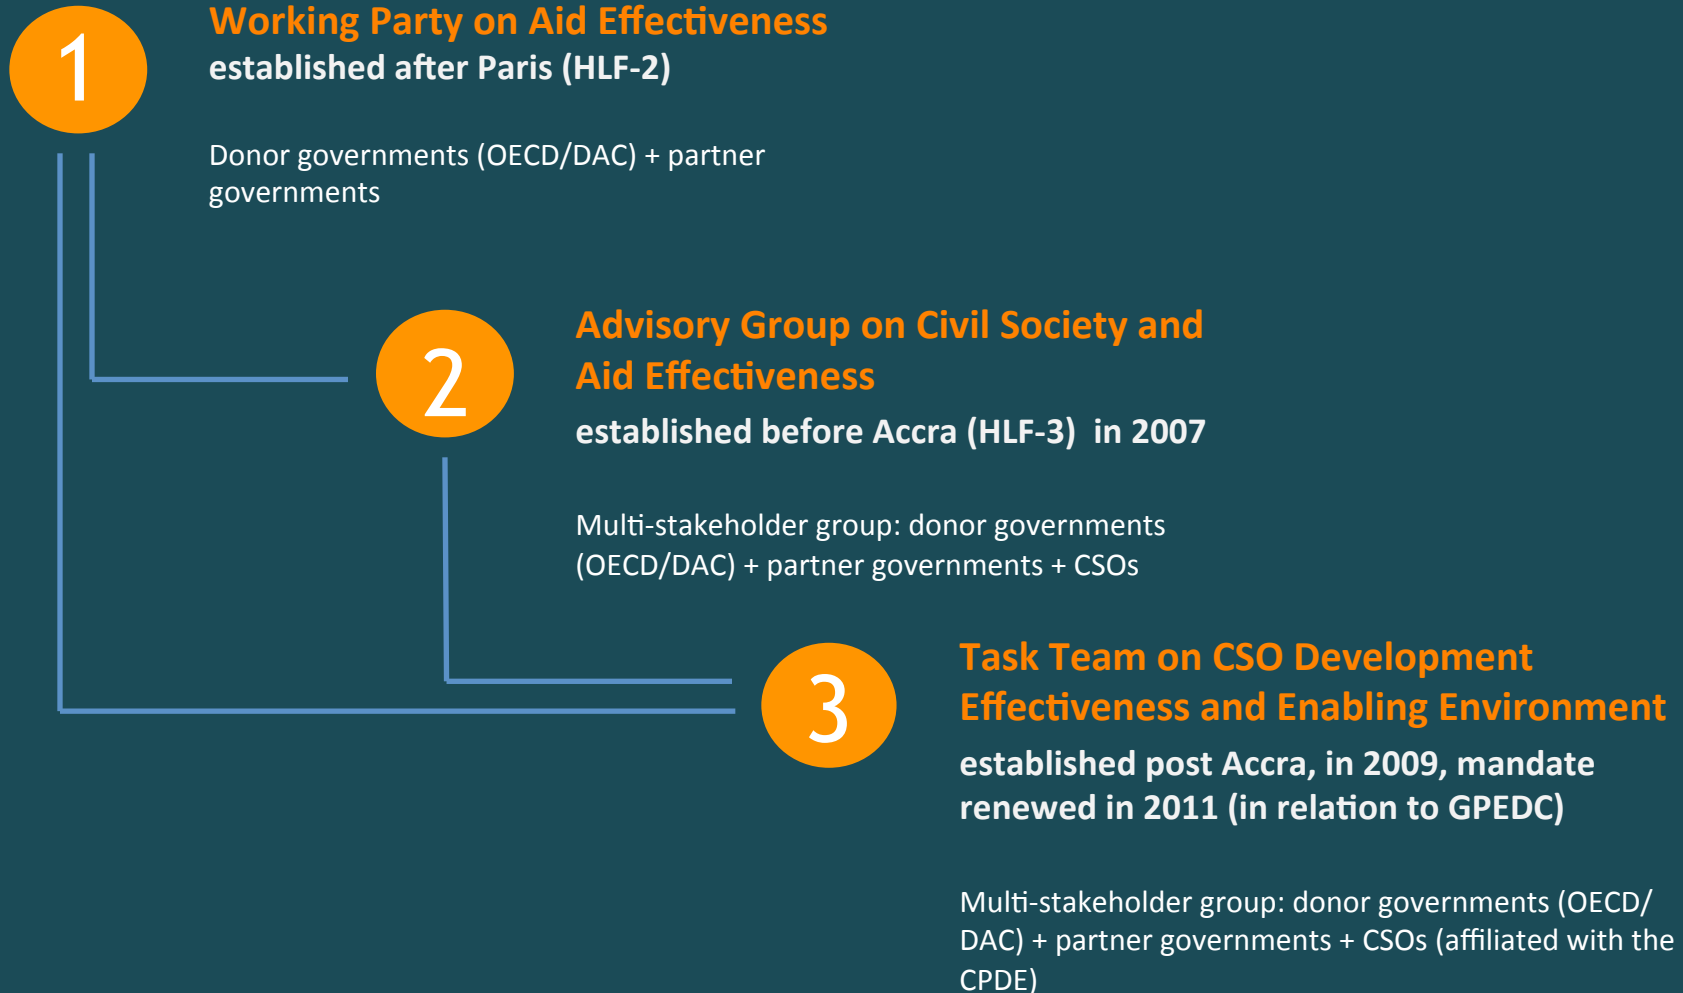 1
Working Party on Aid Effectiveness
established after Paris (HLF-2)
Donor governments (OECD/DAC) + partner
governments
2
Advisory Group on Civil Society and
Aid Effectiveness
established before Accra (HLF-3)  in 2007
Multi-stakeholder group: donor governments
(OECD/DAC) + partner governments + CSOs
3
Task Team on CSO Development
Effectiveness and Enabling Environment
established post Accra, in 2009, mandate
renewed in 2011 (in relation to GPEDC)
Multi-stakeholder group: donor governments (OECD/
DAC) + partner governments + CSOs (affiliated with the
CPDE)